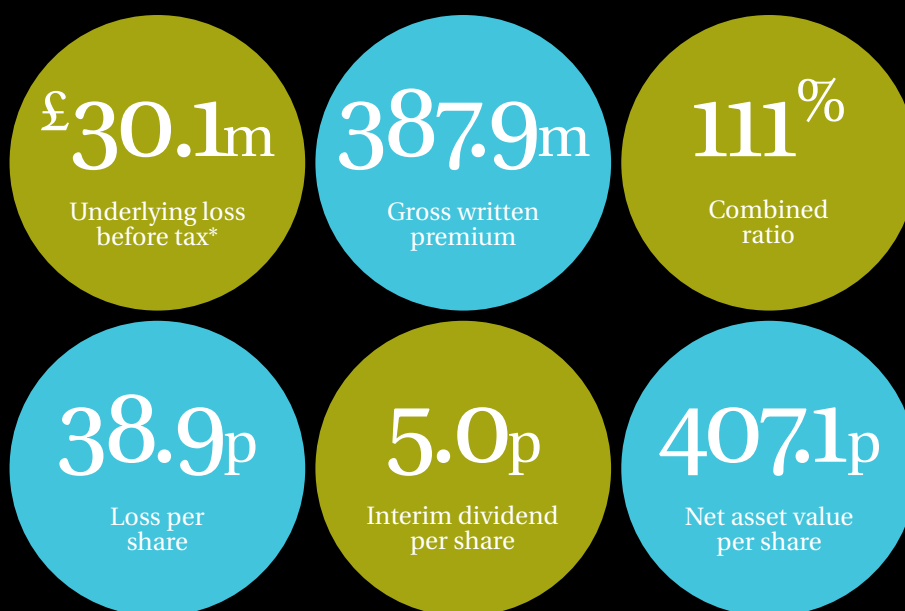 £30.1m
Underlying loss
before tax*
387.9m
Gross written
premium
111%
Combined
ratio
38.9p
Loss per
share
5.0p
Interim dividend
per share
407.1p
Net asset value
per share